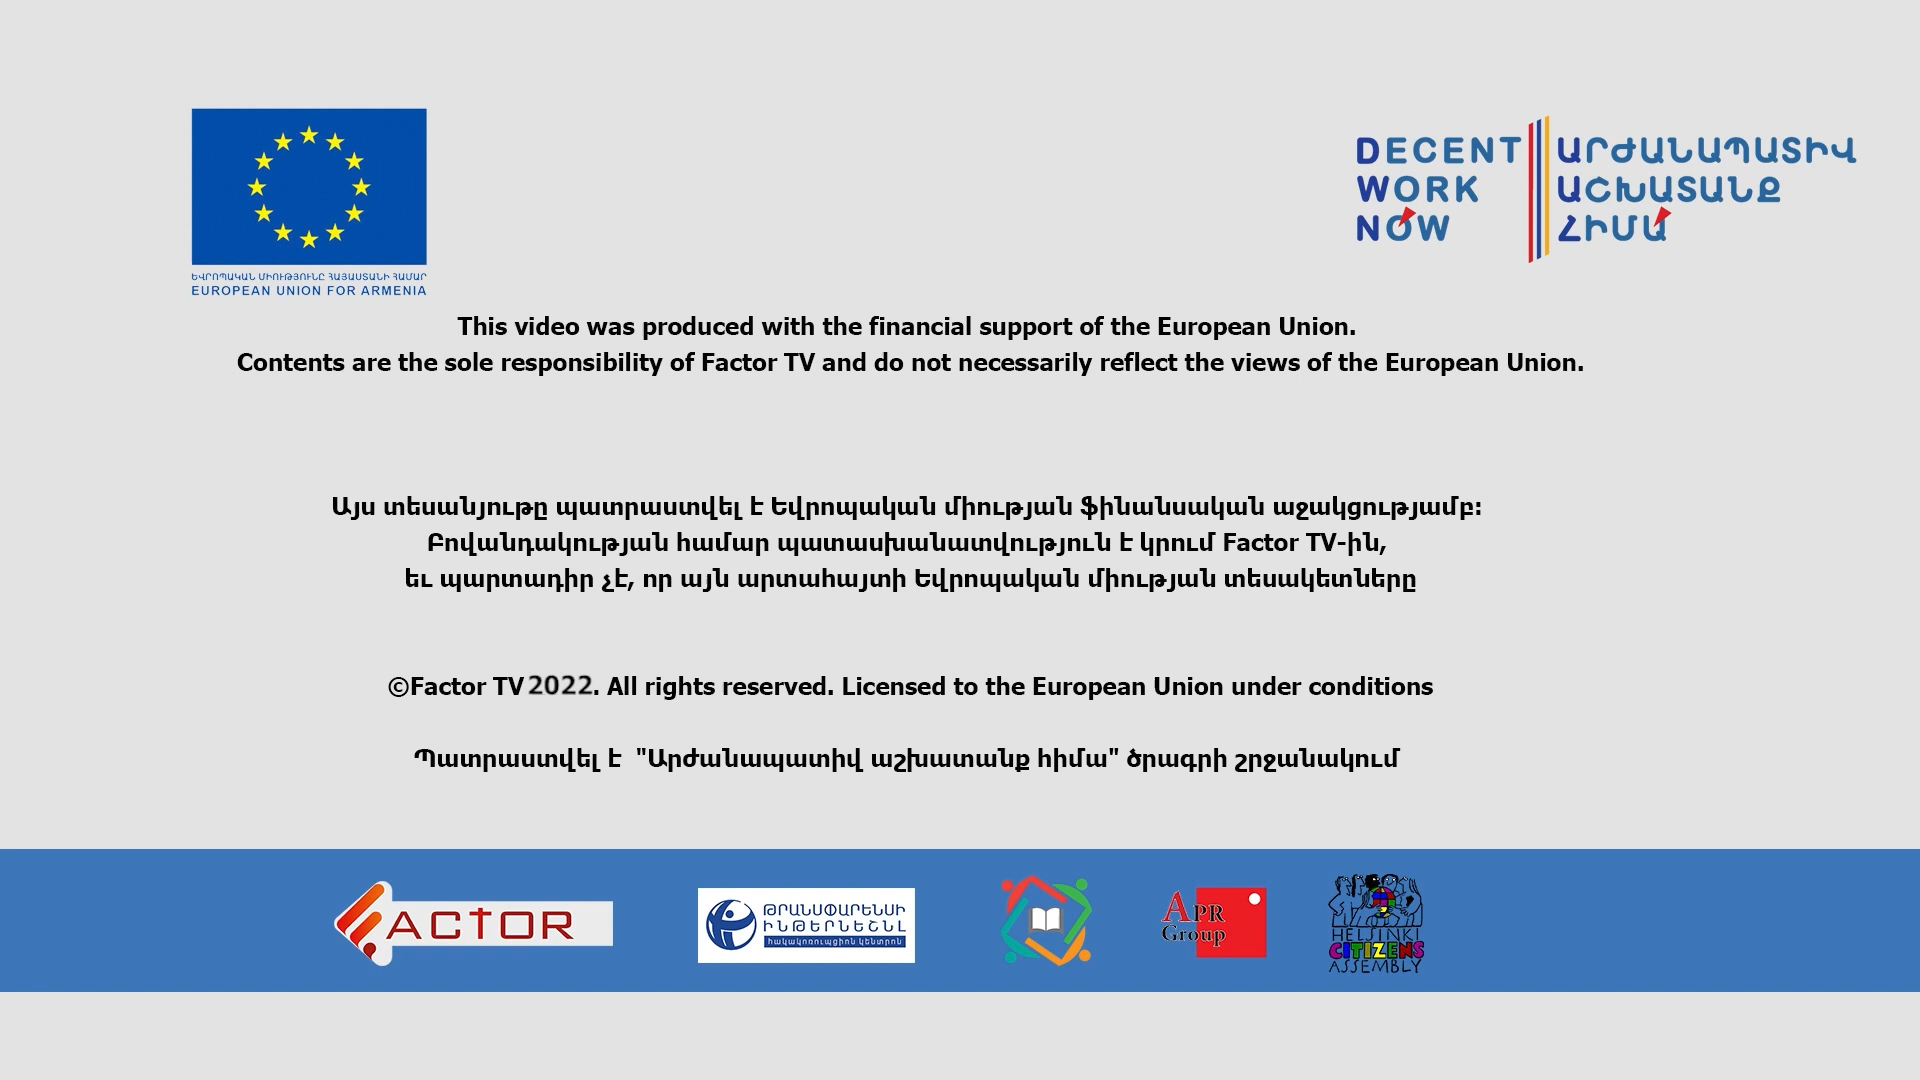 ԵՎՐՈՊԱԿԱՆ ՄԻՈՒԹՅՈՒՆԸ ՀԱՅԱՍՏԱՆԻ ՀԱՄԱՐ
EUROPEAN UNION FOR ARMENIA
DECENT
WORK
NOW
ԱՐԺԱՆԱՊԱՏԻՎ
ԱՇԽԱՏԱՆՔ
ՀԻՄԱ
This video was produced with the financial support of the European Union.
Contents are the sole responsibility of Factor TV and do not necessarily reflect the views of the European Union.
Այս տեսանյութը պատրաստվել է Եվրոպական միության ֆինանսական աջակցությամբ:
Բովանդակության համար պատասխանատվություն է կրում Factor TV-ին,
եւ պարտադիր չէ, որ այն արտահայտի Եվրոպական միության տեսակետները
©Factor TV 2022. All rights reserved. Licensed to the European Union under conditions
Պատրաստվել է "Արժանապատիվ աշխատանք հիմա" ծրագրի շրջանակում
FACTOR
ԹՐԱՆՍՓԱՐԵՆՍԻ
ԻՆԹԵՐՆԵՇՆԼ
հակակոռուպցիոն կենտրոն
APR
Group
HELSINKI
CITIZENS
ASSEMBLY